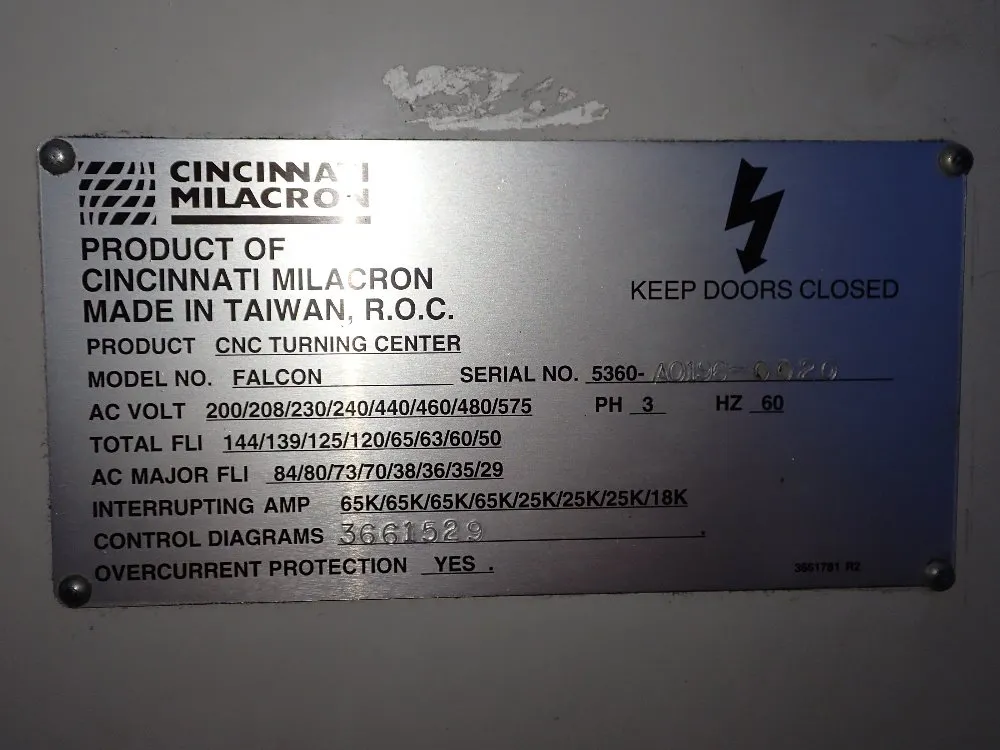 CINCINNATI
MILACRON
PRODUCT OF
CINCINNATI MILACRON
MADE IN TAIWAN, R.O.C.
KEEP DOORS CLOSED
PRODUCT CNC TURNING CENTER
MODEL NO. FALCON SERIAL NO. 5360-
AC VOLT 200/208/230/240/440/460/480/575 PH 3 HZ 60
TOTAL FLI 144/139/125/120/65/63/60/50
AC MAJOR FLI 84/80/73/70/38/36/35/29
INTERRUPTING AMP 65K/65K/65K/65K/25K/25K/25K/18K
CONTROL DIAGRAMS 3661529
OVERCURRENT PROTECTION YES .
3661781 R2